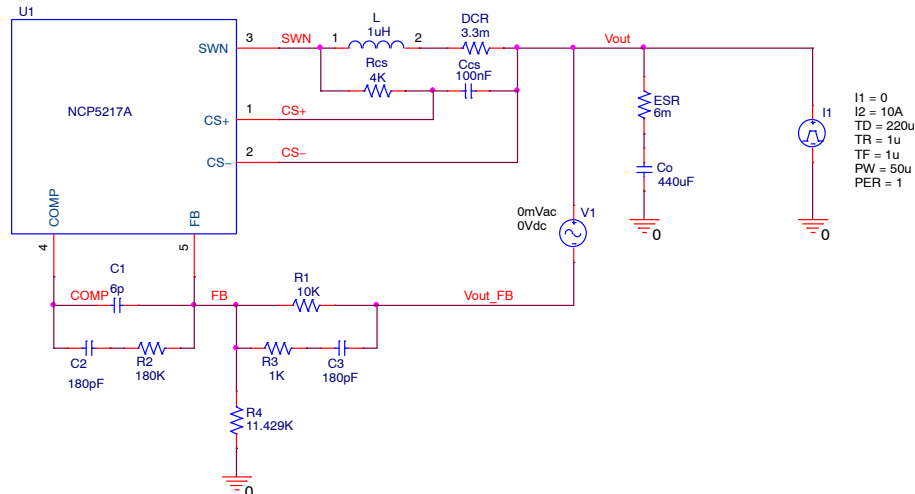 U1
NCP5217A
SWN
3
SWN
CS+
1
CS+
CS−
2
CS−
COMP
4
FB
5
L
1uH
1
2
DCR
3.3m
Rcs
4K
Ccs
100nF
Vout
ESR
6m
Co
440uF
0
I1
I1 = 0
I2 = 10A
TD = 220u
TR = 1u
TF = 1u
PW = 50u
PER = 1
0
0mVac
0Vdc
V1
C1
6p
COMP
FB
R1
10K
Vout_FB
C2
180pF
R2
180K
R3
1K
C3
180pF
R4
11.429K
0